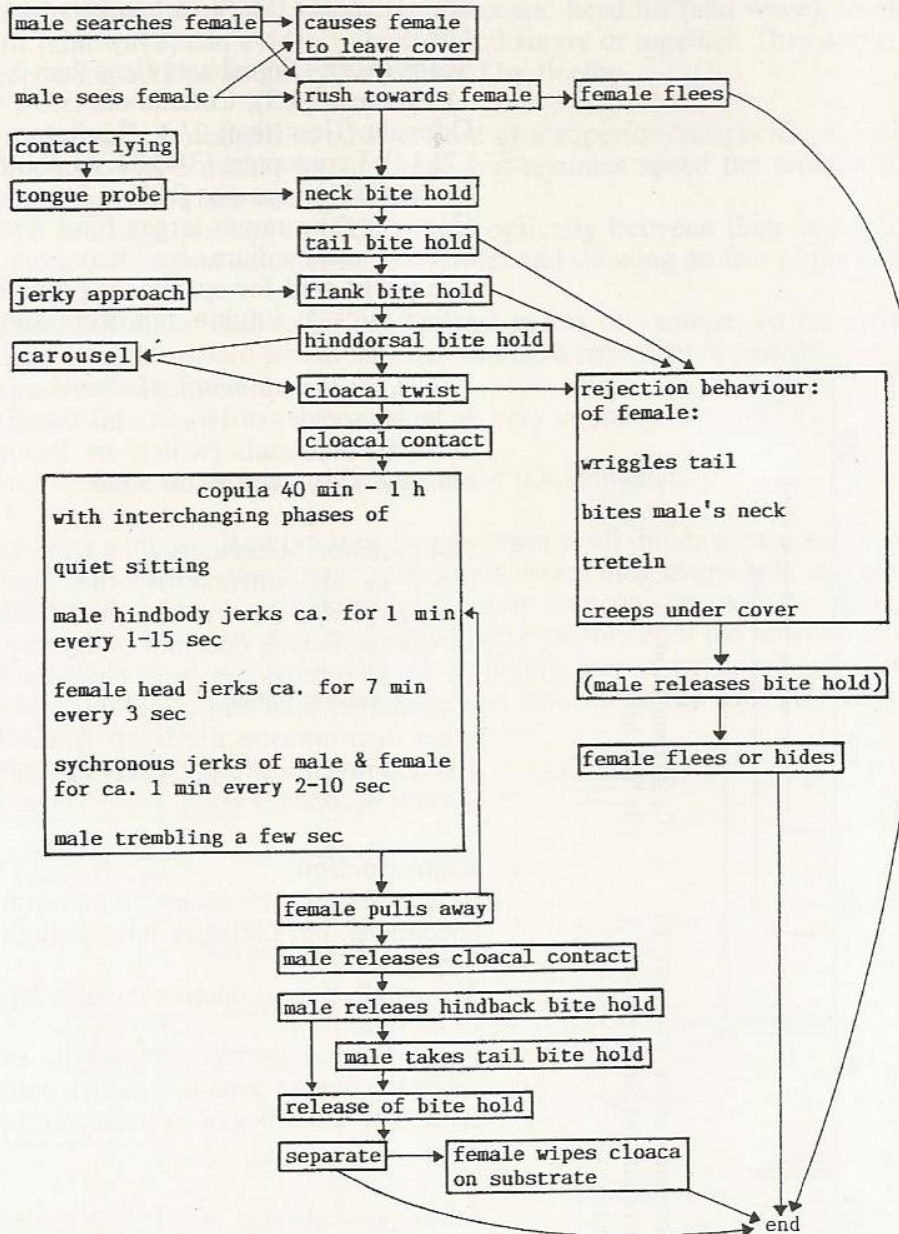 male searches female
causes female
to leave cover
male sees female
rush towards female
female flees
contact lying
tongue probe
neck bite hold
tail bite hold
jerky approach
flank bite hold
hinddorsal bite hold
carousel
cloacal twist
cloacal contact
rejection behaviour:
of female:
wriggles tail
bites male's neck
treteln
creeps under cover
copula 40 min - 1 h
with interchanging phases of
quiet sitting
male hindbody jerks ca. for 1 min
every 1-15 sec
female head jerks ca. for 7 min
every 3 sec
sychronous jerks of male & female
for ca. 1 min every 2-10 sec
male trembling a few sec
(male releases bite hold)
female flees or hides
female pulls away
male releases cloacal contact
male releaes hindback bite hold
male takes tail bite hold
release of bite hold
separate
female wipes cloaca
on substrate
end